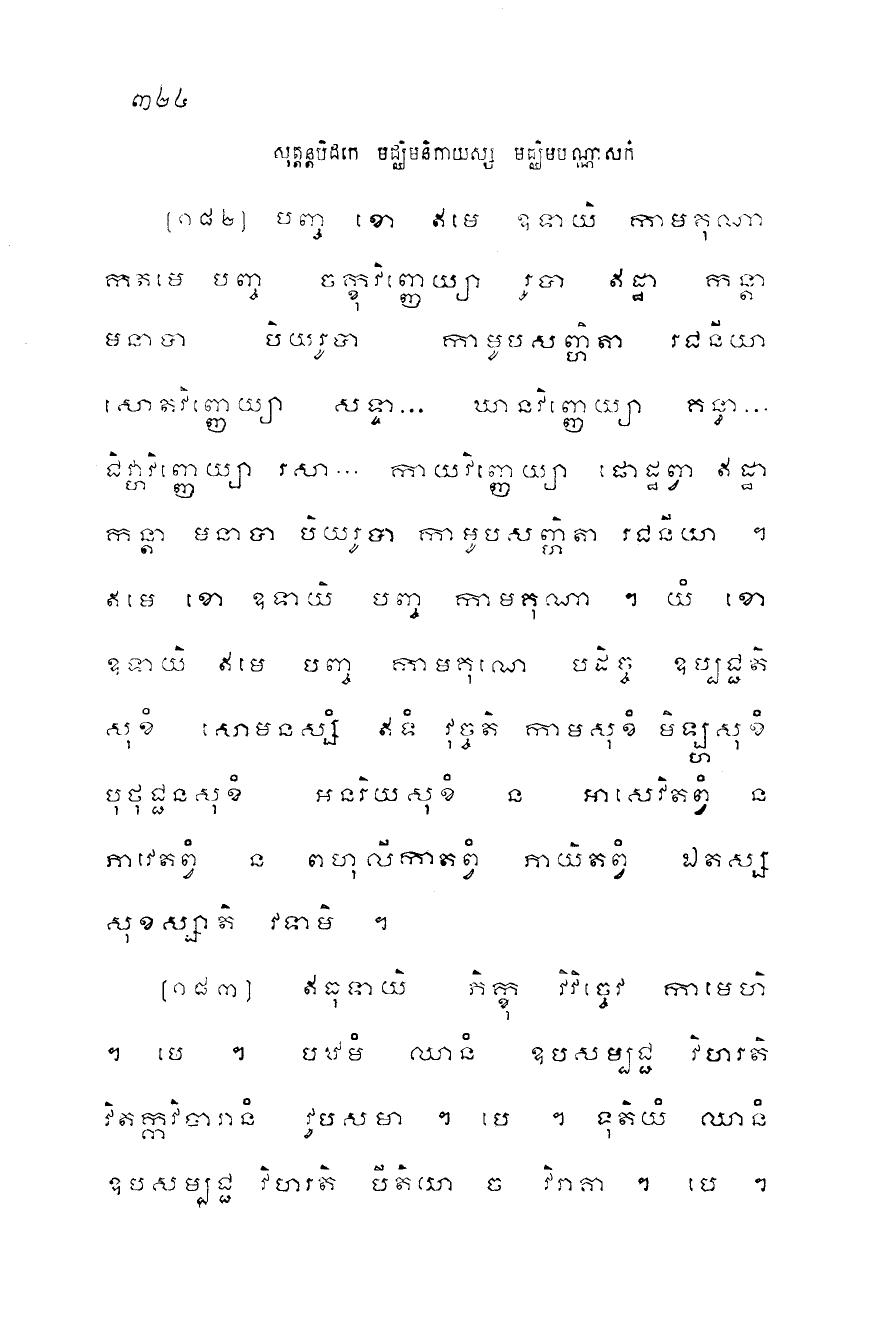 ៣២៤
សុត្តន្តបិដកេ មជ្ឈិមនិកាយស្ស មជ្ឈិមបណ្ណាសកំ
[១៨២] បញ្ច ខោ ឥមេ ឧទាយិ កាមគុណា
កតមេ បញ្ច ចក្ខុវិញ្ញេយ្យា រូបា ឥដ្ឋា កន្តា
មនាបា បិយរូបា កាមូបសញ្ហិតា រជនីយា
សោតវិញ្ញេយ្យា សទ្ទា... ឃានវិញ្ញេយ្យា គន្ធា...
ជិវ្ហាវិញ្ញេយ្យា រសា... កាយវិញ្ញេយ្យា ផោដ្ឋព្វា ឥដ្ឋា
កន្តា មនាបា បិយរូបា កាមូបសញ្ហិតា រជនីយា ។
ឥមេ ខោ ឧទាយិ បញ្ច កាមគុណា ។ យំ ខោ
ឧទាយិ ឥមេ បញ្ច កាមគុណេ បដិច្ច ឧប្បជ្ជតិ
សុខំ សោមនស្សំ ឥទំ វុច្ចតិ កាមសុខំ មិឡ្ហសុខំ
បុថុជ្ជនសុខំ អនរិយសុខំ ន អាសេវិតព្វំ ន
ភាវេតព្វំ ន ពហុលីកាតព្វំ ភាយិតព្វំ ឯតស្ស
សុខស្សាតិ វទាមិ ។
[១៨៣] ឥធុទាយិ ភិក្ខុ វិវិច្ចេវ កាមេហិ
។ បេ ។ បឋមំ ឈានំ ឧបសម្បជ្ជ វិហរតិ
វិតក្កវិចារានំ វូបសមា ។ បេ ។ ទុតិយំ ឈានំ
ឧបសម្បជ្ជ វិហរតិ បីតិយា ច វិរាគា ។ បេ ។